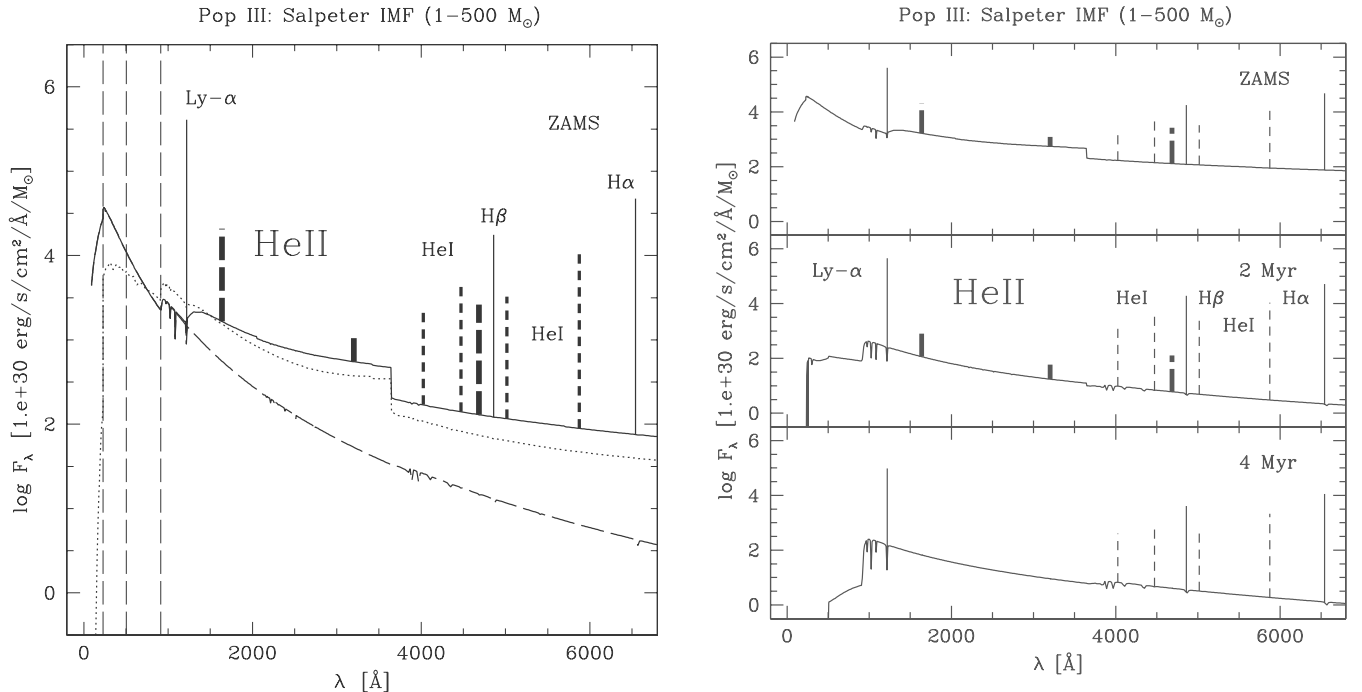 Pop III: Salpeter IMF (1−500 M⊙)
6
4
2
0
log Fλ [1.e+30 erg/s/cm²/Å/M⊙]
Ly−α
ZAMS
HeII
HeI
Hβ
Hα
HeI
0 2000 4000 6000
λ [Å]
Pop III: Salpeter IMF (1−500 M⊙)
log Fλ [1.e+30 erg/s/cm²/Å/M⊙]
6
4
2
0
ZAMS
6
4
2
0
Ly−α
HeII
2 Myr
HeI
Hβ
Hα
HeI
6
4
2
0
4 Myr
0 2000 4000 6000
λ [Å]